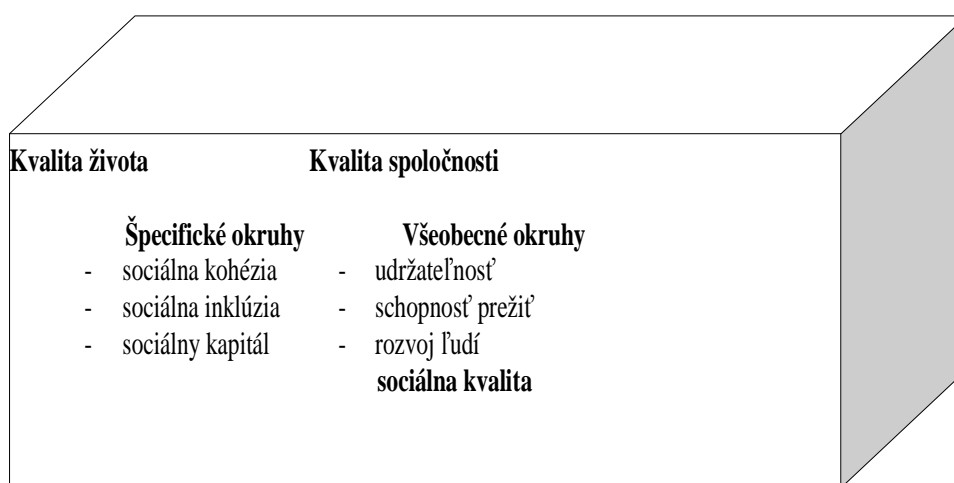 Kvalita života Kvalita spoločnosti
Špecifické okruhy Všeobecné okruhy
- sociálna kohézia - udržateľnosť
- sociálna inklúzia - schopnosť prežiť
- sociálny kapitál - rozvoj ľudí
sociálna kvalita